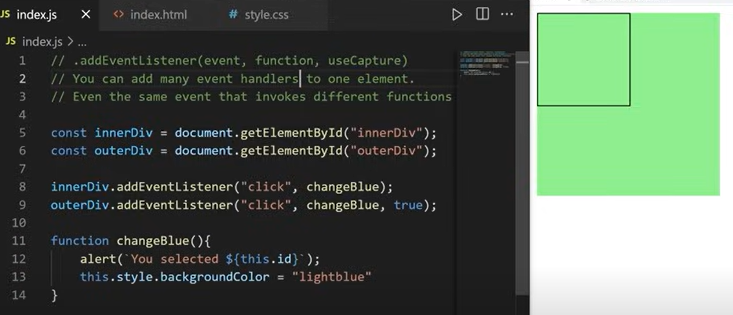 JS index.js × <> index.html # style.css ...
JS index.js > ...
1 // .addEventListener(event, function, useCapture)
2 // You can add many event handlers to one element.
3 // Even the same event that invokes different functions
4
5 const innerDiv = document.getElementById("innerDiv");
6 const outerDiv = document.getElementById("outerDiv");
7
8 innerDiv.addEventListener("click", changeBlue);
9 outerDiv.addEventListener("click", changeBlue, true);
10
11 function changeBlue(){
12 alert(`You selected ${this.id}`);
13 this.style.backgroundColor = "lightblue"
14 }